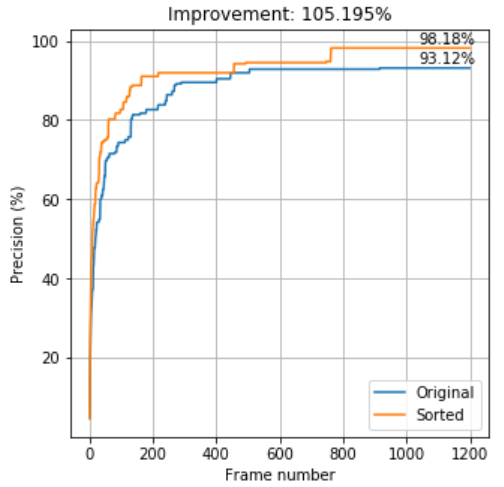 Improvement: 105.195%
98.18%
93.12%
100
80
60
40
20
Precision (%)
Original
Sorted
0 200 400 600 800 1000 1200
Frame number